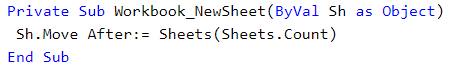 Private Sub Workbook_NewSheet(ByVal Sh as Object)
 Sh.Move After:= Sheets(Sheets.Count)
End Sub